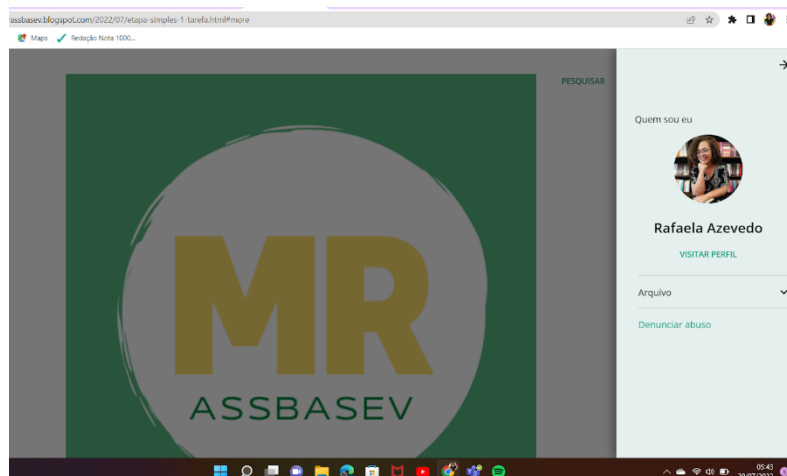 assbasev.blogspot.com/2022/07/etapa-simples-1-tarefa.html#more
Maps Redação Nota 1000...
PESQUISAR
Quem sou eu
Rafaela Azevedo
VISITAR PERFIL
Arquivo
Denunciar abuso
MR
ASSBASEV
05:43